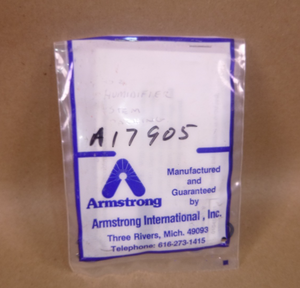 A17905
Armstrong
Manufactured
and
Guaranteed
by
Armstrong International, Inc.
Three Rivers, Mich. 49093
Telephone: 616-273-1415